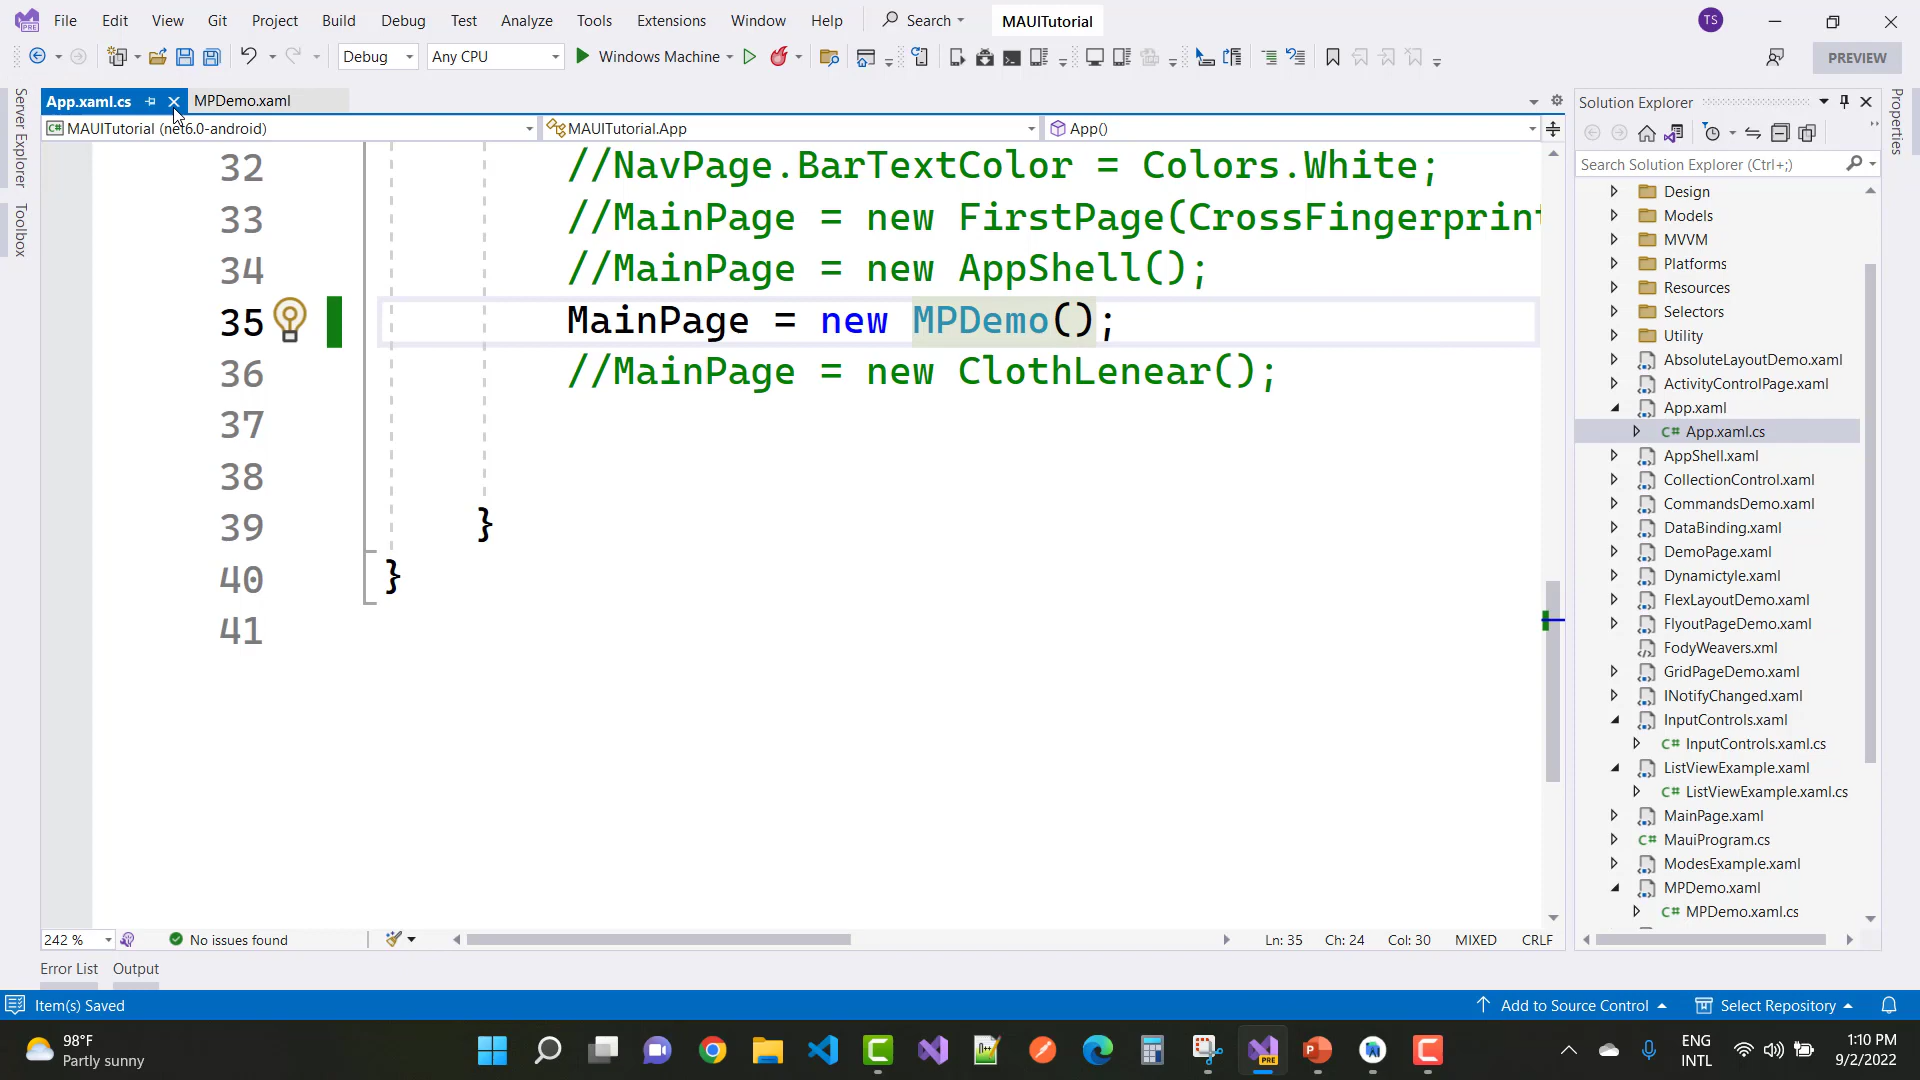 File Edit View Git Project Build Debug Test Analyze Tools Extensions Window Help Search MAUITutorial TS
Debug Any CPU Windows Machine PREVIEW
App.xaml.cs MPDemo.xaml
MAUITutorial (net6.0-android) MAUITutorial.App App()
Server Explorer
Toolbox
32 //NavPage.BarTextColor = Colors.White;
33 //MainPage = new FirstPage(CrossFingerprint
34 //MainPage = new AppShell();
35 MainPage = new MPDemo();
36 //MainPage = new ClothLenear();
37
38
39 }
40 }
41
242 % No issues found Ln: 35 Ch: 24 Col: 30 MIXED CRLF
Error List Output
Solution Explorer
Search Solution Explorer (Ctrl+;)
Design
Models
MVVM
Platforms
Resources
Selectors
Utility
AbsoluteLayoutDemo.xaml
ActivityControlPage.xaml
App.xaml
C# App.xaml.cs
AppShell.xaml
CollectionControl.xaml
CommandsDemo.xaml
DataBinding.xaml
DemoPage.xaml
Dynamictyle.xaml
FlexLayoutDemo.xaml
FlyoutPageDemo.xaml
FodyWeavers.xml
GridPageDemo.xaml
INotifyChanged.xaml
InputControls.xaml
C# InputControls.xaml.cs
ListViewExample.xaml
C# ListViewExample.xaml.cs
MainPage.xaml
C# MauiProgram.cs
ModesExample.xaml
MPDemo.xaml
C# MPDemo.xaml.cs
Properties
Item(s) Saved Add to Source Control Select Repository
98°F
Partly sunny
ENG
INTL
1:10 PM
9/2/2022